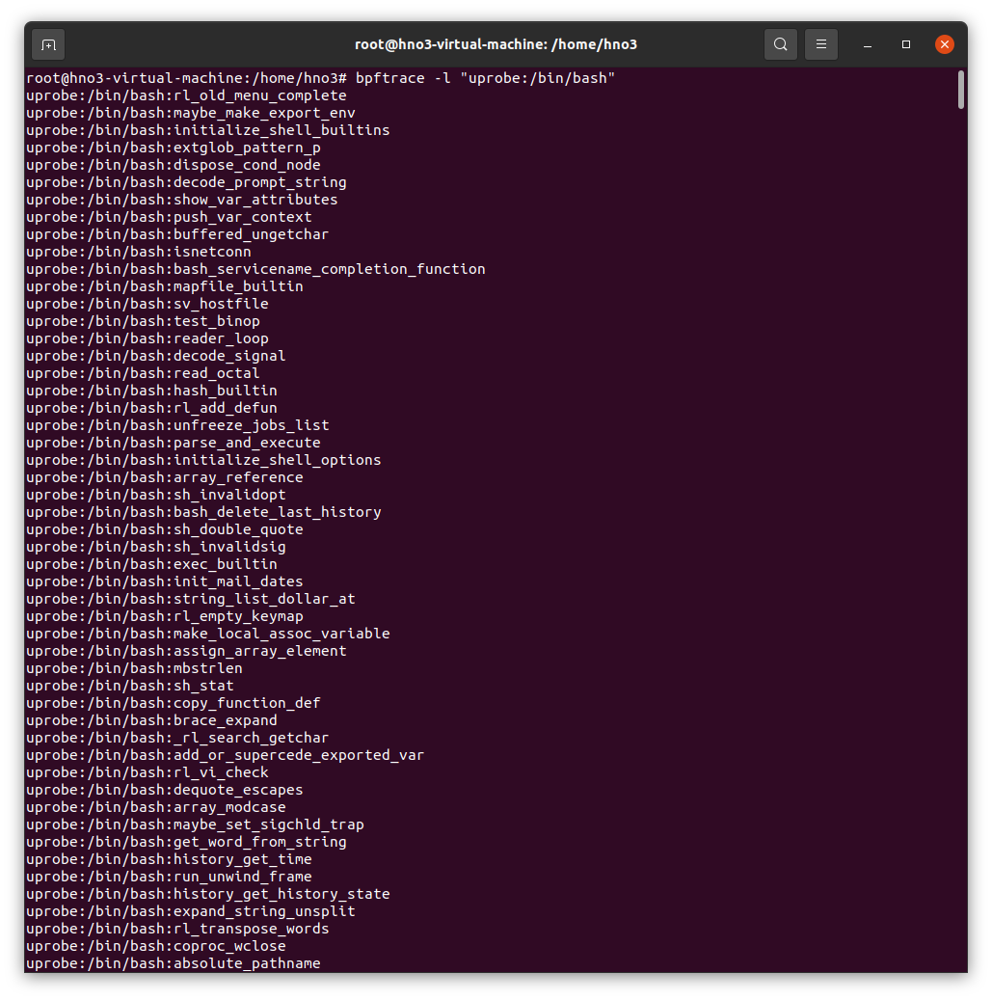 root@hno3-virtual-machine: /home/hno3
root@hno3-virtual-machine:/home/hno3# bpftrace -l "uprobe:/bin/bash"
uprobe:/bin/bash:rl_old_menu_complete
uprobe:/bin/bash:maybe_make_export_env
uprobe:/bin/bash:initialize_shell_builtins
uprobe:/bin/bash:extglob_pattern_p
uprobe:/bin/bash:dispose_cond_node
uprobe:/bin/bash:decode_prompt_string
uprobe:/bin/bash:show_var_attributes
uprobe:/bin/bash:push_var_context
uprobe:/bin/bash:buffered_ungetchar
uprobe:/bin/bash:isnetconn
uprobe:/bin/bash:bash_servicename_completion_function
uprobe:/bin/bash:mapfile_builtin
uprobe:/bin/bash:sv_hostfile
uprobe:/bin/bash:test_binop
uprobe:/bin/bash:reader_loop
uprobe:/bin/bash:decode_signal
uprobe:/bin/bash:read_octal
uprobe:/bin/bash:hash_builtin
uprobe:/bin/bash:rl_add_defun
uprobe:/bin/bash:unfreeze_jobs_list
uprobe:/bin/bash:parse_and_execute
uprobe:/bin/bash:initialize_shell_options
uprobe:/bin/bash:array_reference
uprobe:/bin/bash:sh_invalidopt
uprobe:/bin/bash:bash_delete_last_history
uprobe:/bin/bash:sh_double_quote
uprobe:/bin/bash:sh_invalidsig
uprobe:/bin/bash:exec_builtin
uprobe:/bin/bash:init_mail_dates
uprobe:/bin/bash:string_list_dollar_at
uprobe:/bin/bash:rl_empty_keymap
uprobe:/bin/bash:make_local_assoc_variable
uprobe:/bin/bash:assign_array_element
uprobe:/bin/bash:mbstrlen
uprobe:/bin/bash:sh_stat
uprobe:/bin/bash:copy_function_def
uprobe:/bin/bash:brace_expand
uprobe:/bin/bash:_rl_search_getchar
uprobe:/bin/bash:add_or_supercede_exported_var
uprobe:/bin/bash:rl_vi_check
uprobe:/bin/bash:dequote_escapes
uprobe:/bin/bash:array_modcase
uprobe:/bin/bash:maybe_set_sigchld_trap
uprobe:/bin/bash:get_word_from_string
uprobe:/bin/bash:history_get_time
uprobe:/bin/bash:run_unwind_frame
uprobe:/bin/bash:history_get_history_state
uprobe:/bin/bash:expand_string_unsplit
uprobe:/bin/bash:rl_transpose_words
uprobe:/bin/bash:coproc_wclose
uprobe:/bin/bash:absolute_pathname